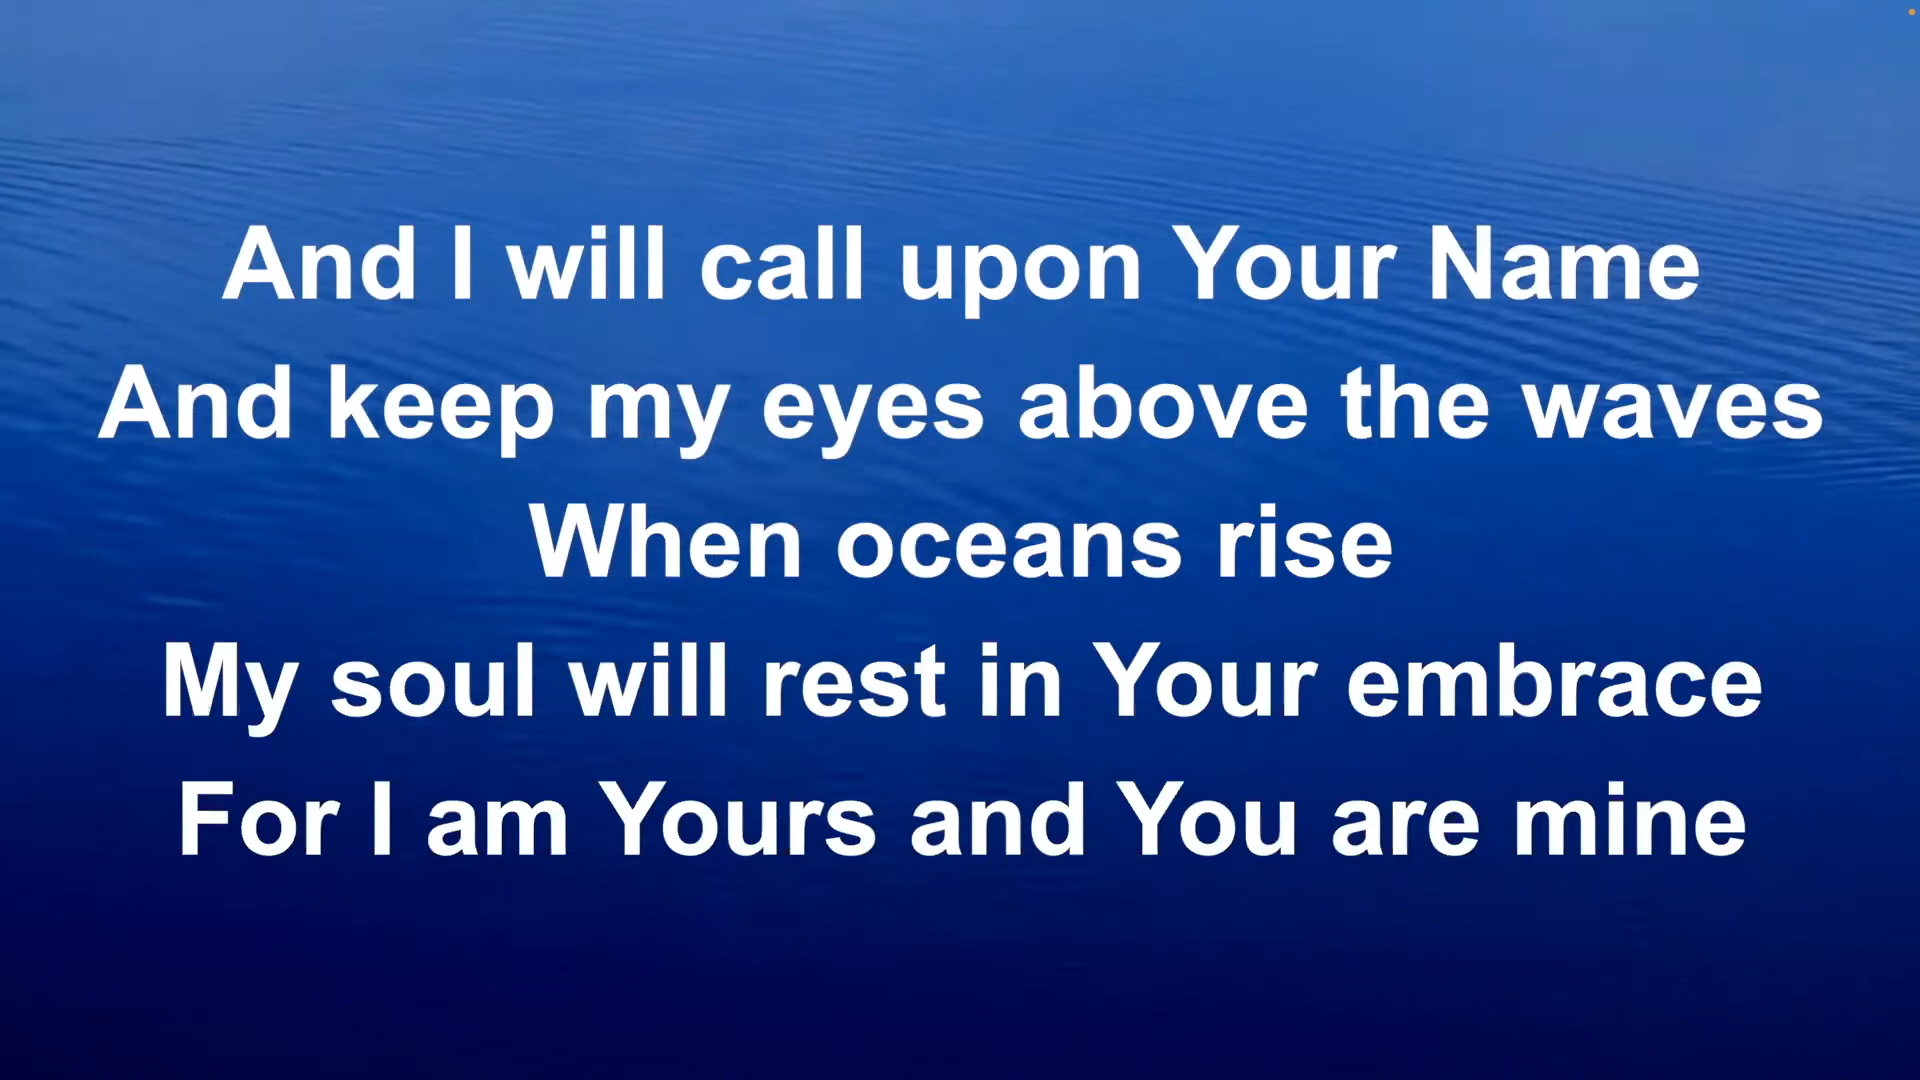 And I will call upon Your Name
And keep my eyes above the waves
When oceans rise
My soul will rest in Your embrace
For I am Yours and You are mine